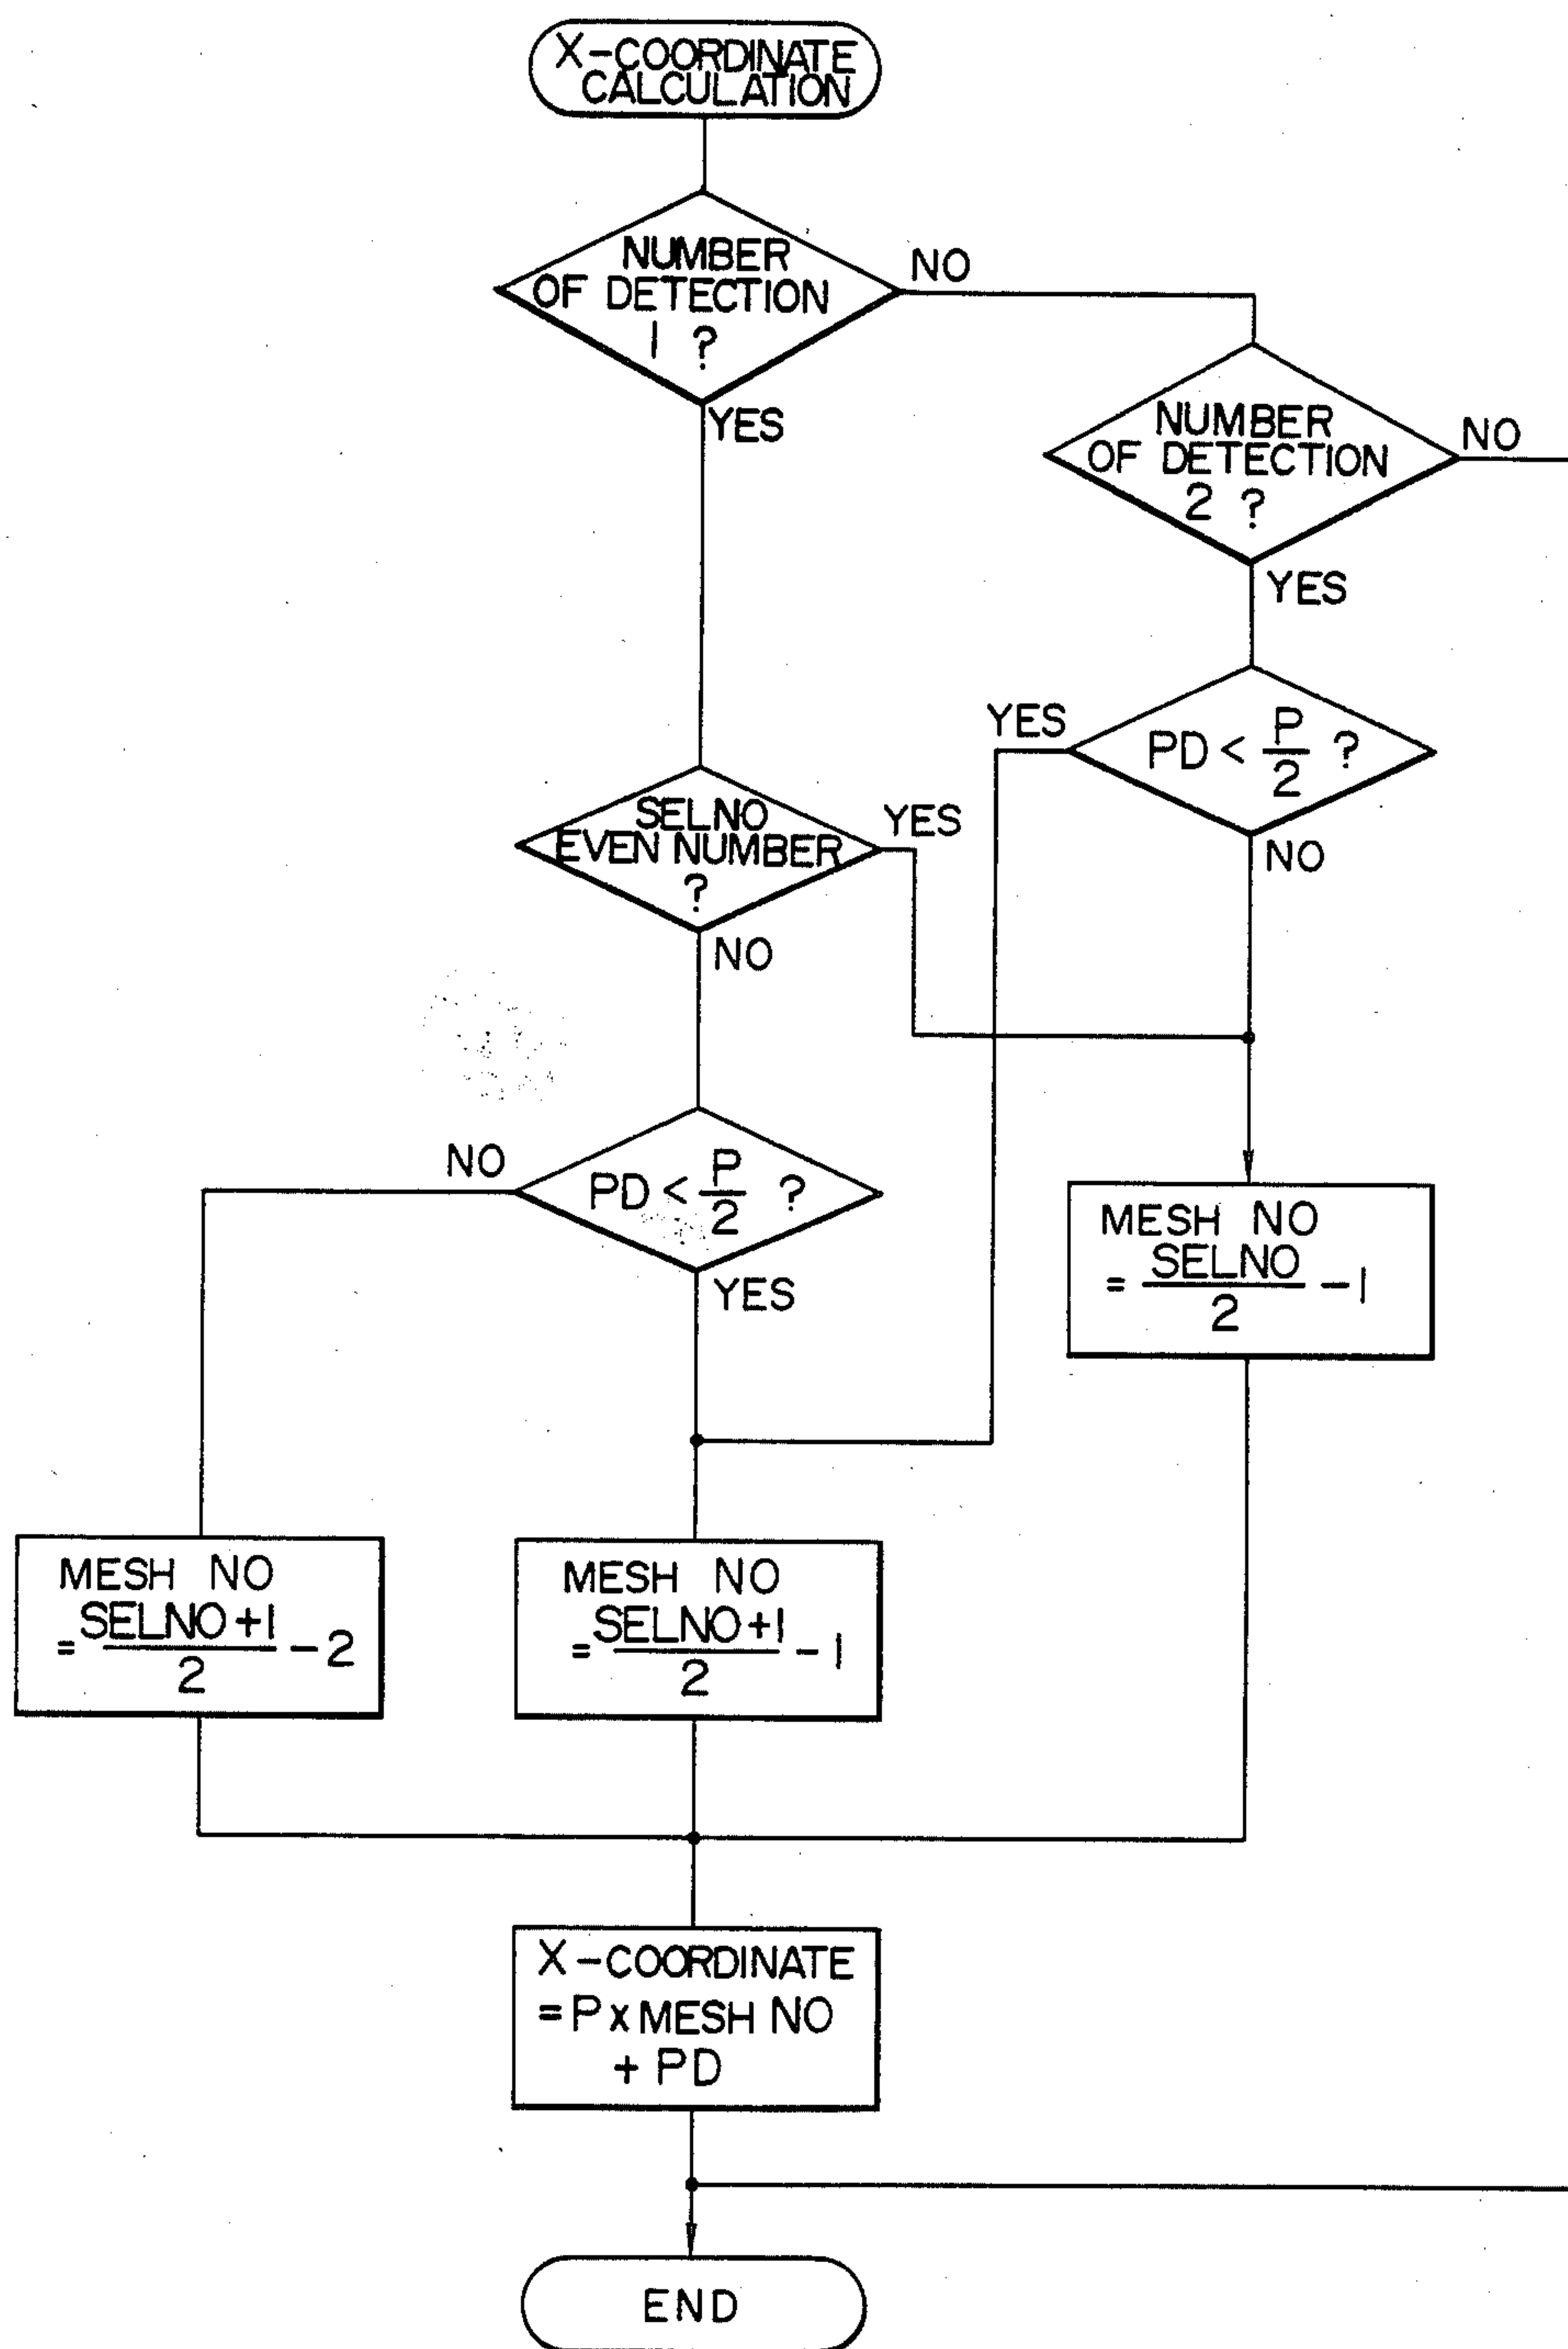 X-COORDINATE
CALCULATION
NUMBER
OF DETECTION
1 ?
NO
YES
NUMBER
OF DETECTION
2 ?
NO
YES
YES
PD < P/2 ?
NO
SELNO
EVEN NUMBER
?
YES
NO
NO
PD < P/2 ?
YES
MESH NO
= SELNO/2 -1
MESH NO
= SELNO+1/2 -2
MESH NO
= SELNO+1/2 -1
X-COORDINATE
=P x MESH NO
+ PD
END